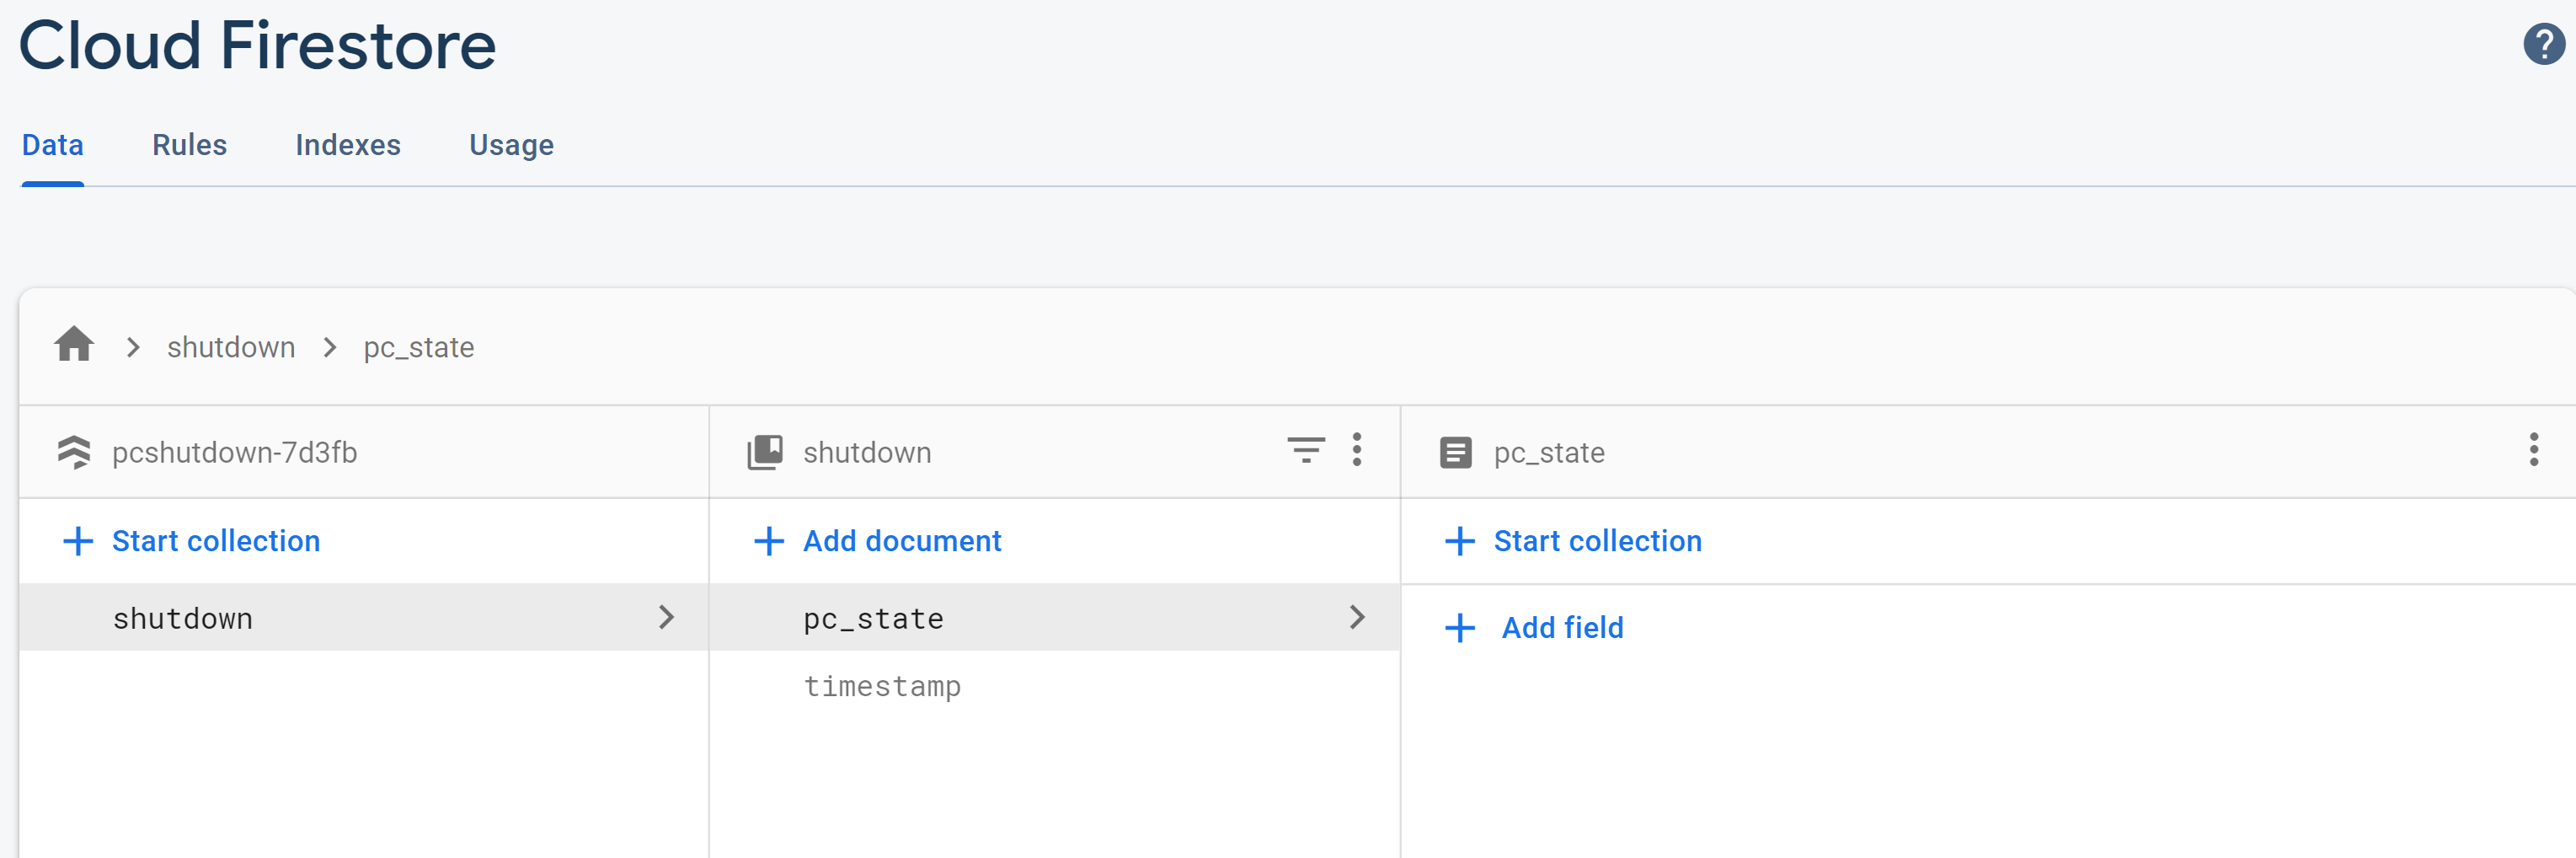 Cloud Firestore
Data Rules Indexes Usage
shutdown pc_state
pcshutdown-7d3fb shutdown pc_state
Start collection Add document Start collection
shutdown pc_state Add field
timestamp